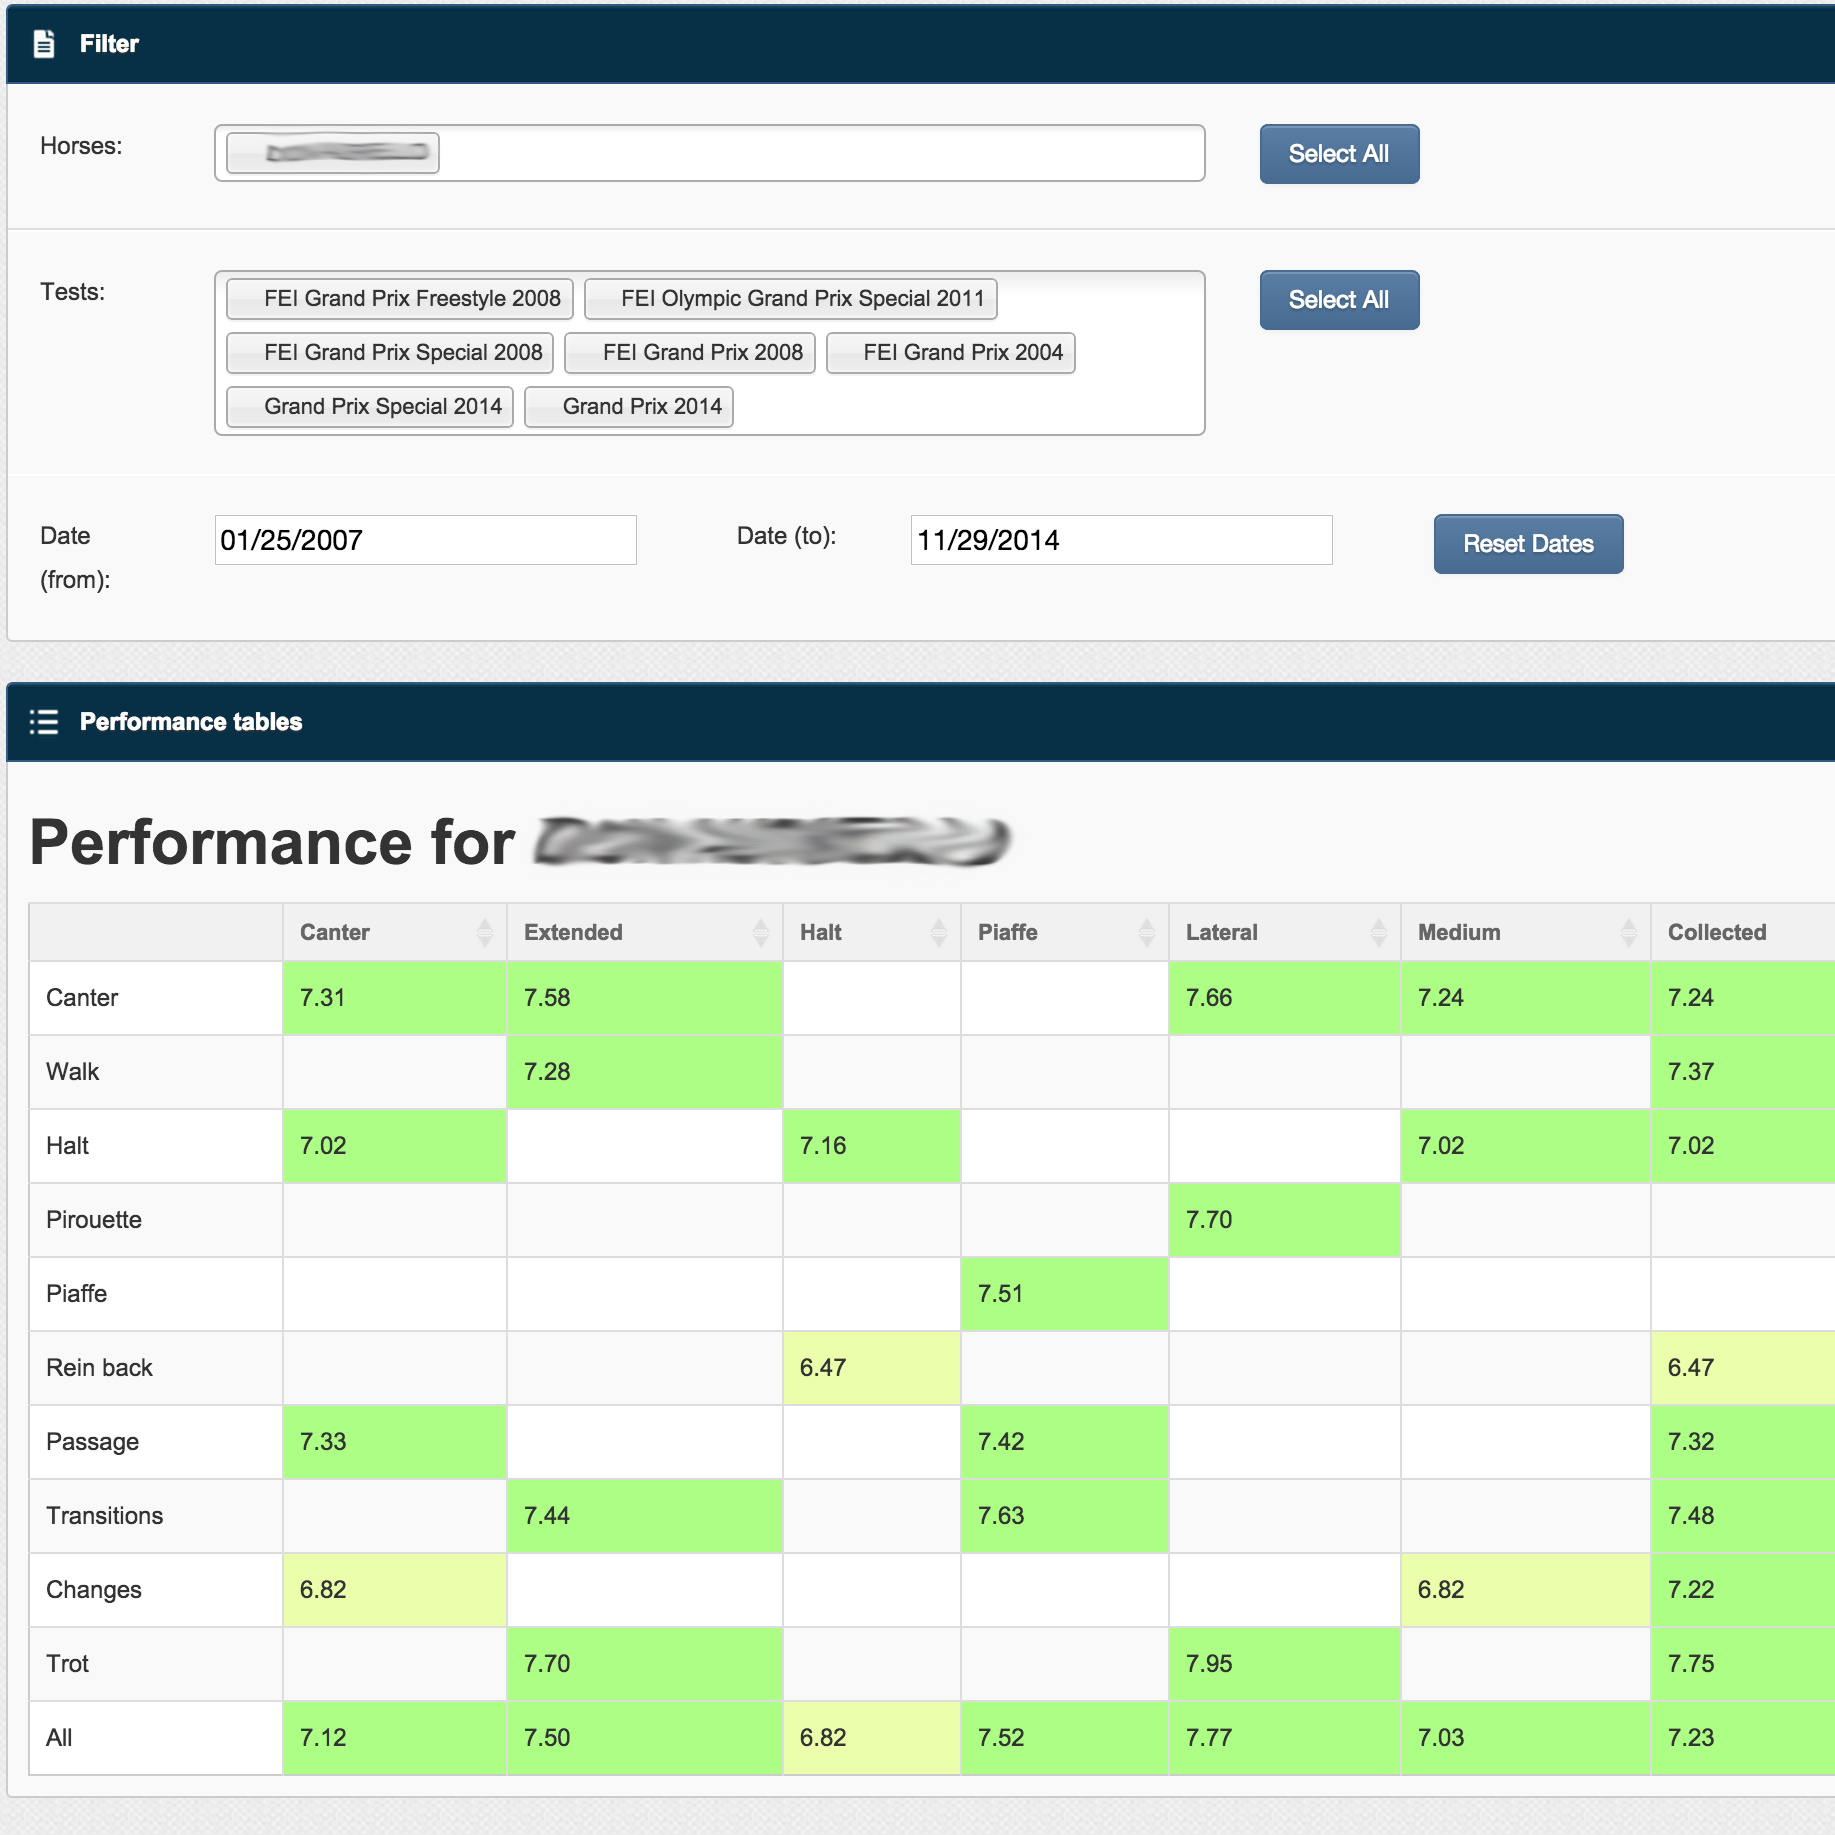 Filter
Horses: Select All
Tests: FEI Grand Prix Freestyle 2008 FEI Olympic Grand Prix Special 2011 Select All
FEI Grand Prix Special 2008 FEI Grand Prix 2008 FEI Grand Prix 2004
Grand Prix Special 2014 Grand Prix 2014
Date (from): 01/25/2007 Date (to): 11/29/2014 Reset Dates
Performance tables
Performance for
Canter Extended Halt Piaffe Lateral Medium Collected
Canter 7.31 7.58 7.66 7.24 7.24
Walk 7.28 7.37
Halt 7.02 7.16 7.02 7.02
Pirouette 7.70
Piaffe 7.51
Rein back 6.47 6.47
Passage 7.33 7.42 7.32
Transitions 7.44 7.63 7.48
Changes 6.82 6.82 7.22
Trot 7.70 7.95 7.75
All 7.12 7.50 6.82 7.52 7.77 7.03 7.23